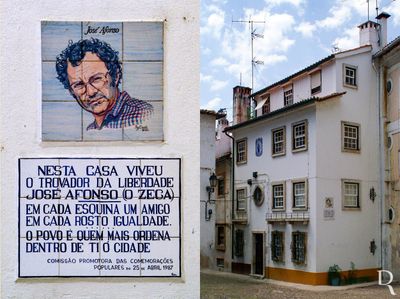 José Afonso
NESTA CASA VIVEU
O TROVADOR DA LIBERDADE
JOSÉ AFONSO (O ZECA)
EM CADA ESQUINA UM AMIGO
EM CADA ROSTO IGUALDADE.
O POVO É QUEM MAIS ORDENA
DENTRO DE TI Ó CIDADE
COMISSÃO PROMOTORA DAS COMEMORAÇÕES
POPULARES DO 25 DE ABRIL 1987